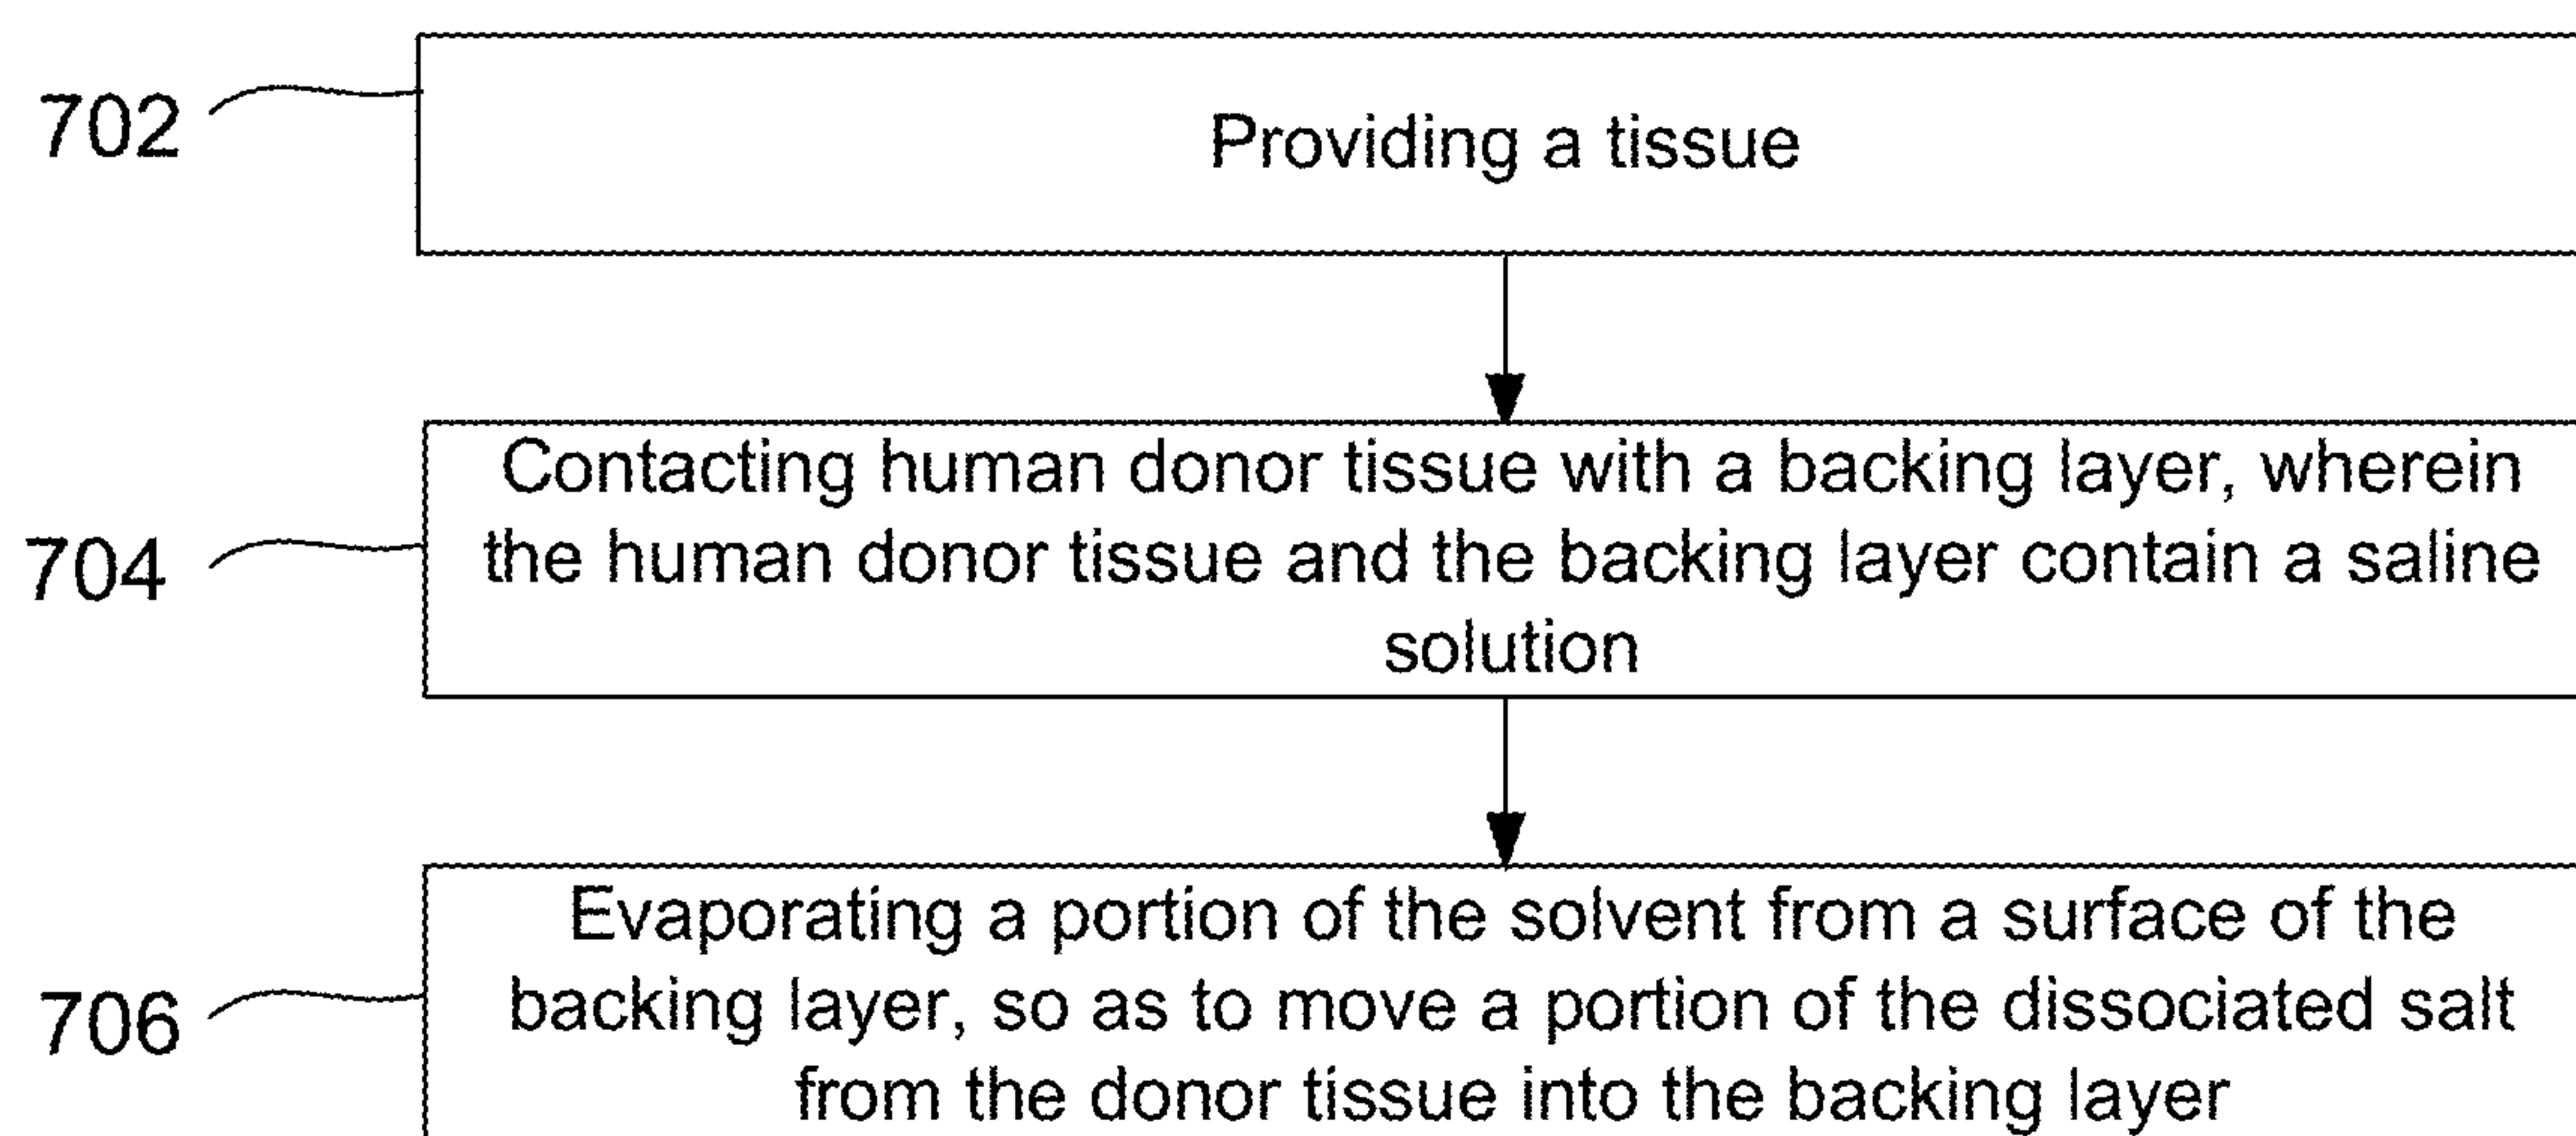 702
Providing a tissue
704
Contacting human donor tissue with a backing layer, wherein
the human donor tissue and the backing layer contain a saline
solution
706
Evaporating a portion of the solvent from a surface of the
backing layer, so as to move a portion of the dissociated salt
from the donor tissue into the backing layer